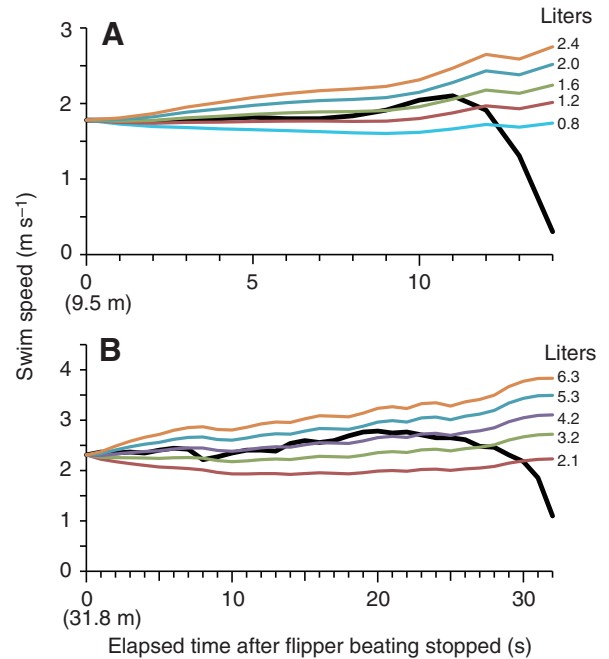 Liters
A
3
2
1
0
2.4
2.0
1.6
1.2
0.8
0 5 10
(9.5 m)
Swim speed (m s⁻¹)
B
Liters
4
3
2
1
0
6.3
5.3
4.2
3.2
2.1
0 10 20 30
(31.8 m)
Elapsed time after flipper beating stopped (s)